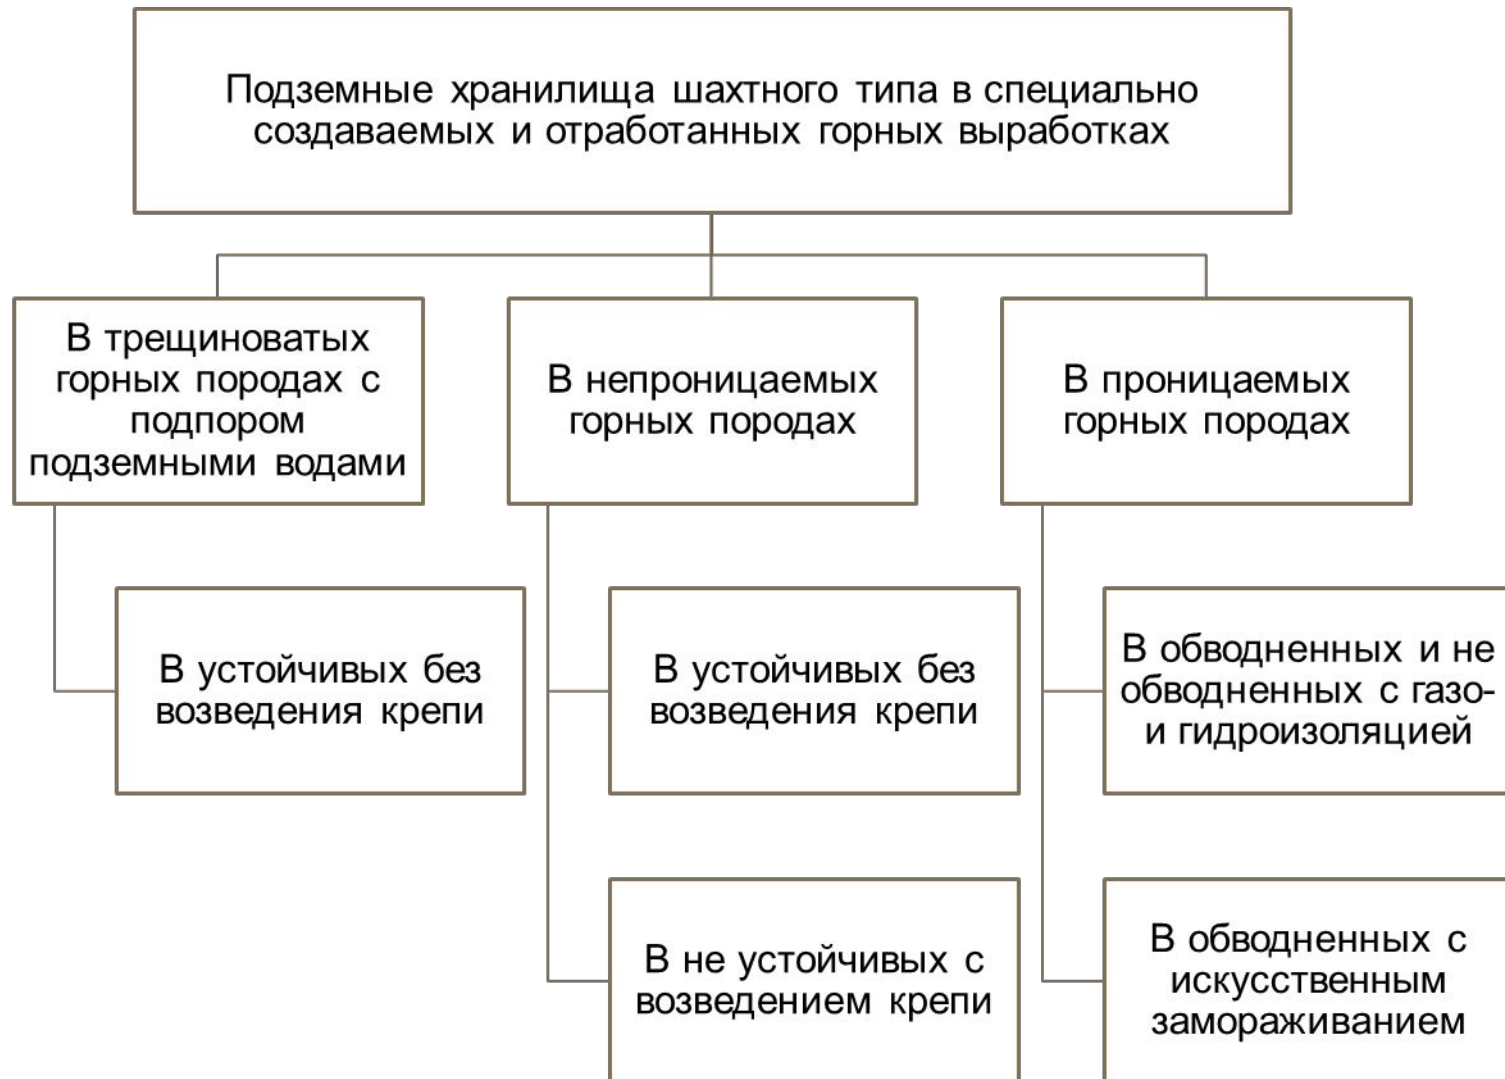 Подземные хранилища шахтного типа в специально
создаваемых и отработанных горных выработках
В трещиноватых
горных породах с
подпором
подземными водами
В устойчивых без
возведения крепи
В непроницаемых
горных породах
В устойчивых без
возведения крепи
В не устойчивых с
возведением крепи
В проницаемых
горных породах
В обводненных и не
обводненных с газо-
и гидроизоляцией
В обводненных с
искусственным
замораживанием